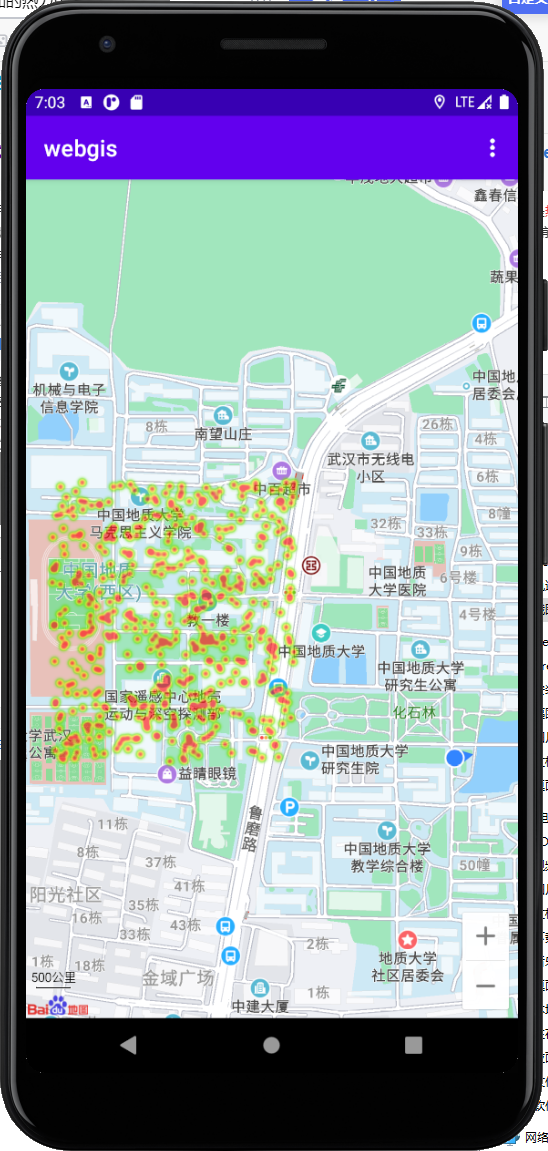 7:03
LTE
webgis
鑫春信
蔬果
机械与电子
信息学院
8栋
南望山庄
中国地
居委会
26栋
武汉市无线电
小区
4栋
6栋
中百超市
8幢
中国地质大学
马克思主义学院
32栋
33栋
9栋
中国地质
大学(西区)
中国地质
大学医院
6号楼
4号楼
教一楼
中国地质大学
中国地质大学
研究生公寓
国家遥感中心地壳
运动与深空探测部
化石林
学武汉
公寓
益晴眼镜
中国地质大学
研究生院
鲁磨路
11栋
8栋
37栋
中国地质大学
教学综合楼
50幢
阳光社区
41栋
35栋
16栋
33栋
43栋
2栋
地质大学
社区居委会
1栋
18栋
金域广场
1栋
中建大厦
500公里
Bai du 地图
+
−
网络